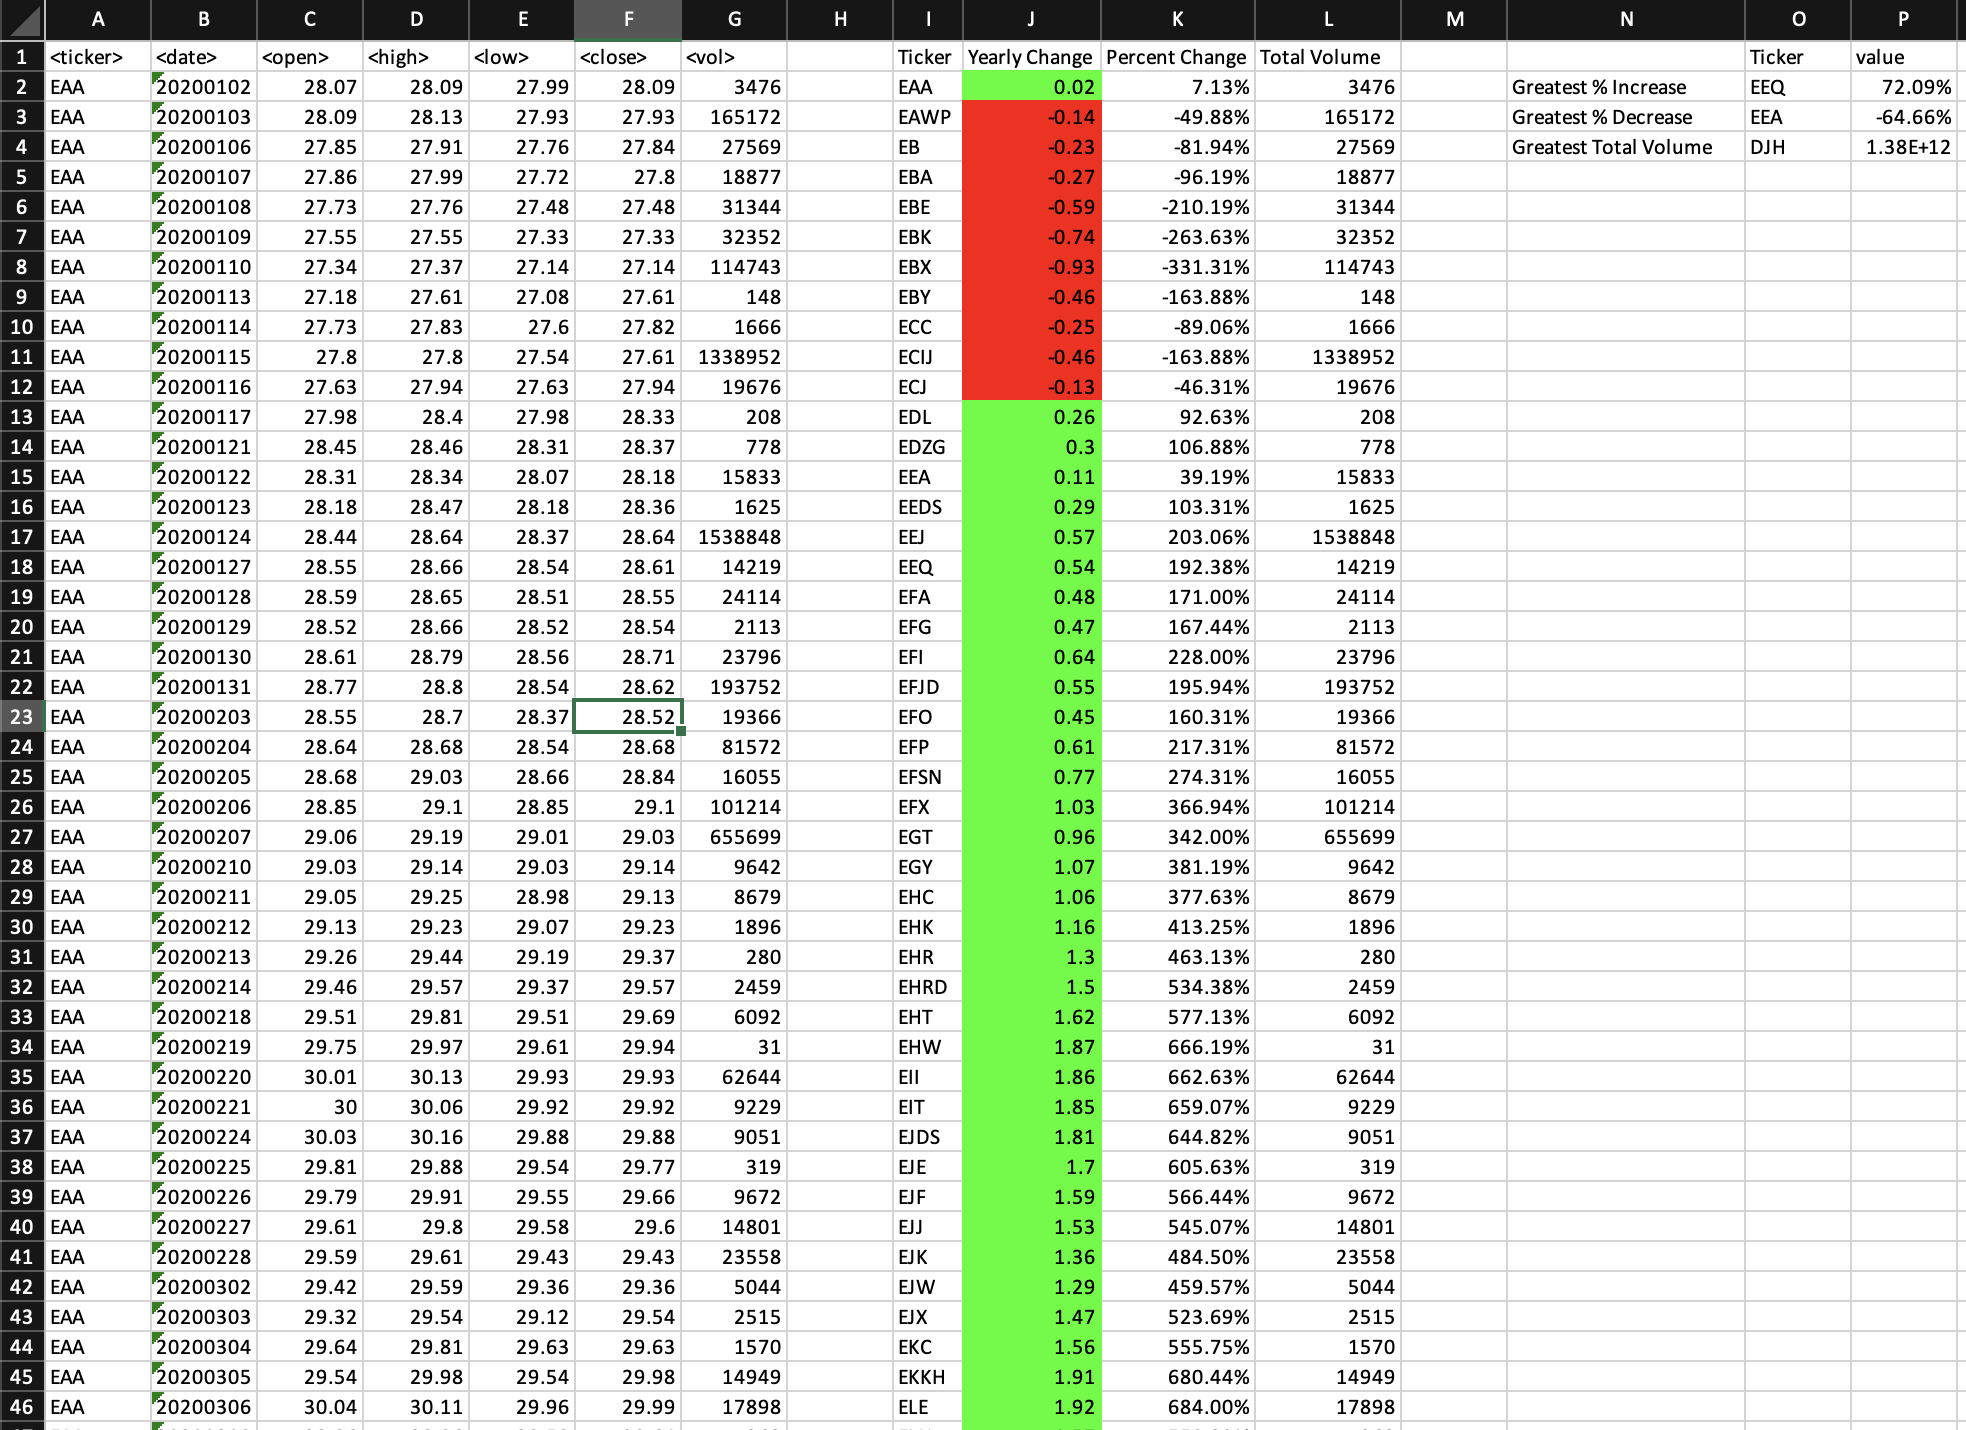 A B C D E F G H I J K L M N O P
1 <ticker> <date> <open> <high> <low> <close> <vol> Ticker Yearly Change Percent Change Total Volume Ticker value
2 EAA 20200102 28.07 28.09 27.99 28.09 3476 EAA 0.02 7.13% 3476 Greatest % Increase EEQ 72.09%
3 EAA 20200103 28.09 28.13 27.93 27.93 165172 EAWP -0.14 -49.88% 165172 Greatest % Decrease EEA -64.66%
4 EAA 20200106 27.85 27.91 27.76 27.84 27569 EB -0.23 -81.94% 27569 Greatest Total Volume DJH 1.38E+12
5 EAA 20200107 27.86 27.99 27.72 27.8 18877 EBA -0.27 -96.19% 18877
6 EAA 20200108 27.73 27.76 27.48 27.48 31344 EBE -0.59 -210.19% 31344
7 EAA 20200109 27.55 27.55 27.33 27.33 32352 EBK -0.74 -263.63% 32352
8 EAA 20200110 27.34 27.37 27.14 27.14 114743 EBX -0.93 -331.31% 114743
9 EAA 20200113 27.18 27.61 27.08 27.61 148 EBY -0.46 -163.88% 148
10 EAA 20200114 27.73 27.83 27.6 27.82 1666 ECC -0.25 -89.06% 1666
11 EAA 20200115 27.8 27.8 27.54 27.61 1338952 ECIJ -0.46 -163.88% 1338952
12 EAA 20200116 27.63 27.94 27.63 27.94 19676 ECJ -0.13 -46.31% 19676
13 EAA 20200117 27.98 28.4 27.98 28.33 208 EDL 0.26 92.63% 208
14 EAA 20200121 28.45 28.46 28.31 28.37 778 EDZG 0.3 106.88% 778
15 EAA 20200122 28.31 28.34 28.07 28.18 15833 EEA 0.11 39.19% 15833
16 EAA 20200123 28.18 28.47 28.18 28.36 1625 EEDS 0.29 103.31% 1625
17 EAA 20200124 28.44 28.64 28.37 28.64 1538848 EEJ 0.57 203.06% 1538848
18 EAA 20200127 28.55 28.66 28.54 28.61 14219 EEQ 0.54 192.38% 14219
19 EAA 20200128 28.59 28.65 28.51 28.55 24114 EFA 0.48 171.00% 24114
20 EAA 20200129 28.52 28.66 28.52 28.54 2113 EFG 0.47 167.44% 2113
21 EAA 20200130 28.61 28.79 28.56 28.71 23796 EFI 0.64 228.00% 23796
22 EAA 20200131 28.77 28.8 28.54 28.62 193752 EFJD 0.55 195.94% 193752
23 EAA 20200203 28.55 28.7 28.37 28.52 19366 EFO 0.45 160.31% 19366
24 EAA 20200204 28.64 28.68 28.54 28.68 81572 EFP 0.61 217.31% 81572
25 EAA 20200205 28.68 29.03 28.66 28.84 16055 EFSN 0.77 274.31% 16055
26 EAA 20200206 28.85 29.1 28.85 29.1 101214 EFX 1.03 366.94% 101214
27 EAA 20200207 29.06 29.19 29.01 29.03 655699 EGT 0.96 342.00% 655699
28 EAA 20200210 29.03 29.14 29.03 29.14 9642 EGY 1.07 381.19% 9642
29 EAA 20200211 29.05 29.25 28.98 29.13 8679 EHC 1.06 377.63% 8679
30 EAA 20200212 29.13 29.23 29.07 29.23 1896 EHK 1.16 413.25% 1896
31 EAA 20200213 29.26 29.44 29.19 29.37 280 EHR 1.3 463.13% 280
32 EAA 20200214 29.46 29.57 29.37 29.57 2459 EHRD 1.5 534.38% 2459
33 EAA 20200218 29.51 29.81 29.51 29.69 6092 EHT 1.62 577.13% 6092
34 EAA 20200219 29.75 29.97 29.61 29.94 31 EHW 1.87 666.19% 31
35 EAA 20200220 30.01 30.13 29.93 29.93 62644 EII 1.86 662.63% 62644
36 EAA 20200221 30 30.06 29.92 29.92 9229 EIT 1.85 659.07% 9229
37 EAA 20200224 30.03 30.16 29.88 29.88 9051 EJDS 1.81 644.82% 9051
38 EAA 20200225 29.81 29.88 29.54 29.77 319 EJE 1.7 605.63% 319
39 EAA 20200226 29.79 29.91 29.55 29.66 9672 EJF 1.59 566.44% 9672
40 EAA 20200227 29.61 29.8 29.58 29.6 14801 EJJ 1.53 545.07% 14801
41 EAA 20200228 29.59 29.61 29.43 29.43 23558 EJK 1.36 484.50% 23558
42 EAA 20200302 29.42 29.59 29.36 29.36 5044 EJW 1.29 459.57% 5044
43 EAA 20200303 29.32 29.54 29.12 29.54 2515 EJX 1.47 523.69% 2515
44 EAA 20200304 29.64 29.81 29.63 29.63 1570 EKC 1.56 555.75% 1570
45 EAA 20200305 29.54 29.98 29.54 29.98 14949 EKKH 1.91 680.44% 14949
46 EAA 20200306 30.04 30.11 29.96 29.99 17898 ELE 1.92 684.00% 17898